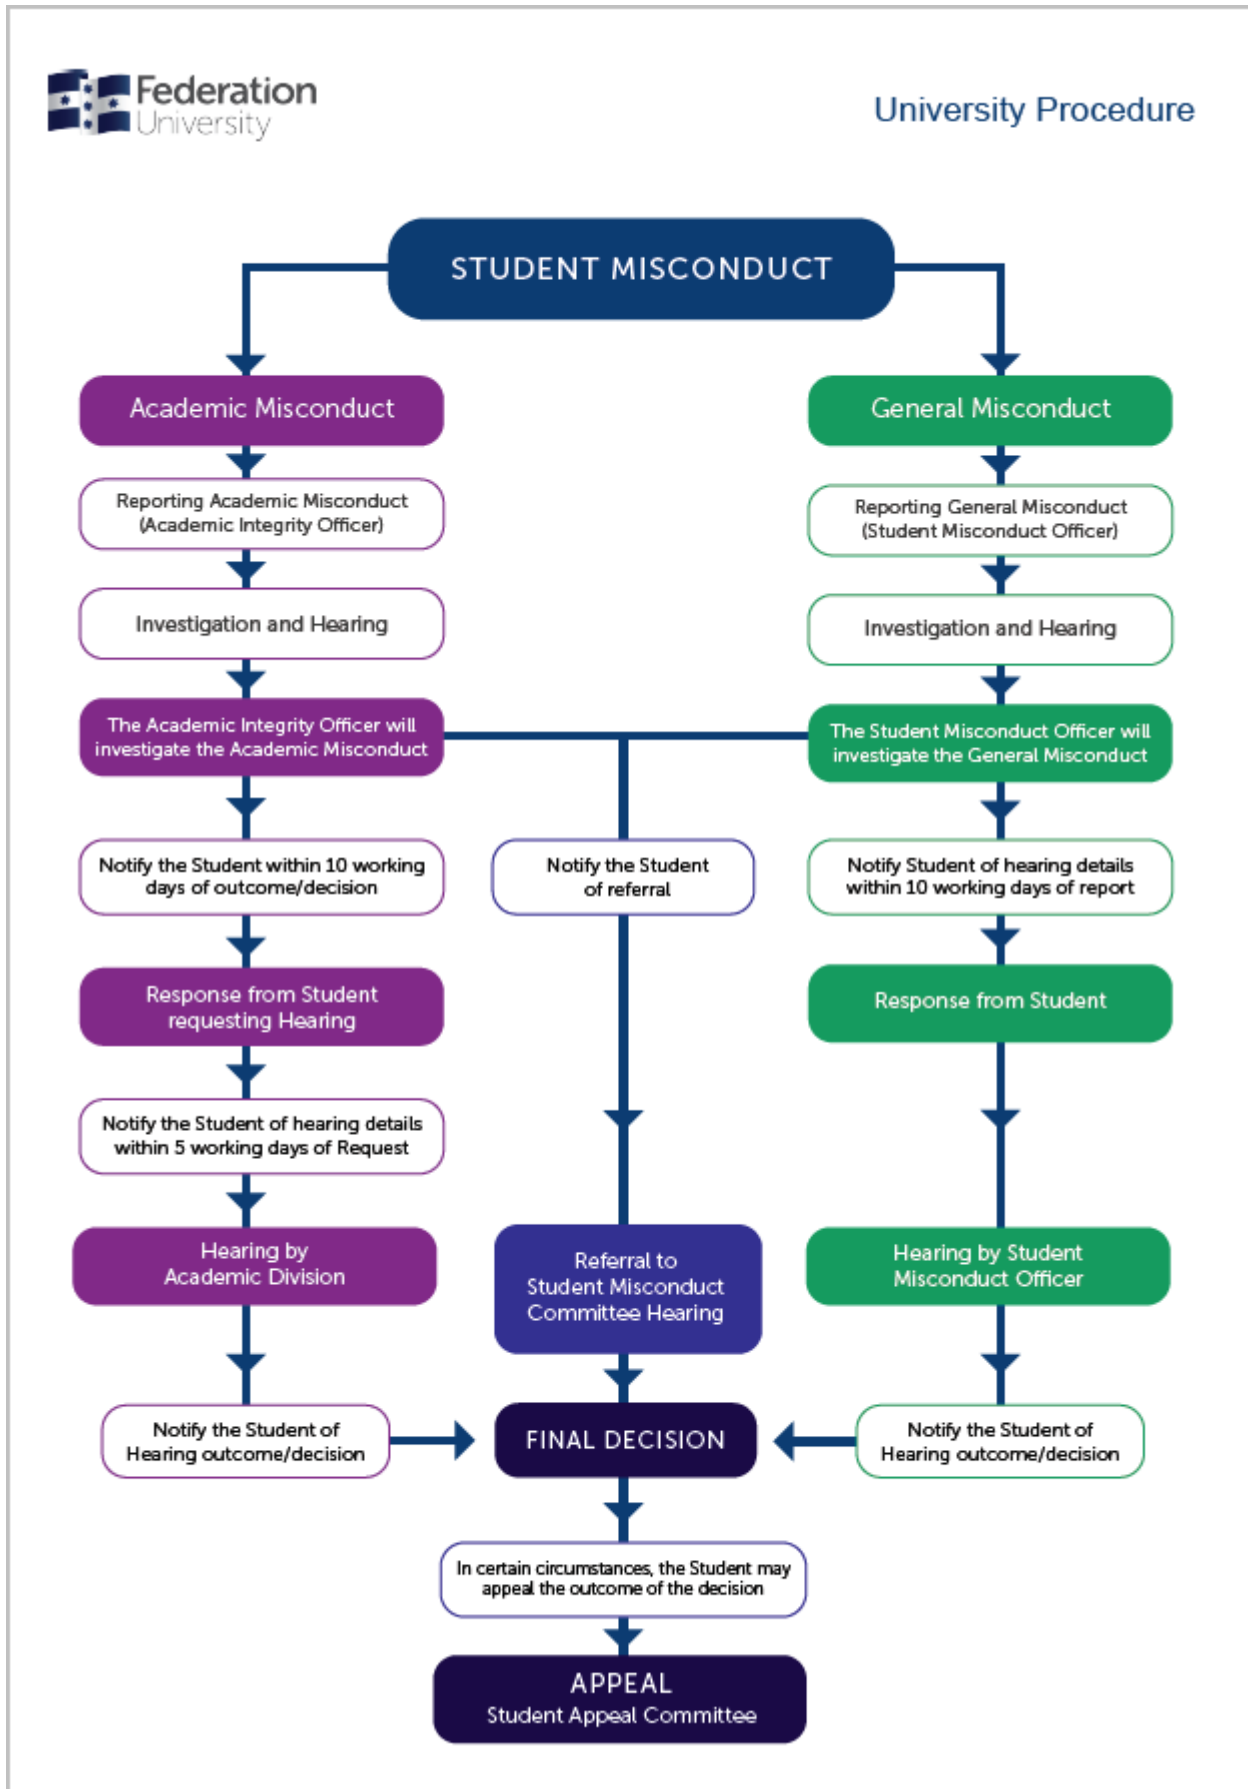 Federation
University
University Procedure
STUDENT MISCONDUCT
Academic Misconduct
General Misconduct
Reporting Academic Misconduct
(Academic Integrity Officer)
Reporting General Misconduct
(Student Misconduct Officer)
Investigation and Hearing
Investigation and Hearing
The Academic Integrity Officer will
investigate the Academic Misconduct
The Student Misconduct Officer will
investigate the General Misconduct
Notify the Student within 10 working
days of outcome/decision
Notify the Student
of referral
Notify Student of hearing details
within 10 working days of report
Response from Student
requesting Hearing
Response from Student
Notify the Student of hearing details
within 5 working days of Request
Hearing by
Academic Division
Referral to
Student Misconduct
Committee Hearing
Hearing by Student
Misconduct Officer
Notify the Student of
Hearing outcome/decision
FINAL DECISION
Notify the Student of
Hearing outcome/decision
In certain circumstances, the Student may
appeal the outcome of the decision
APPEAL
Student Appeal Committee